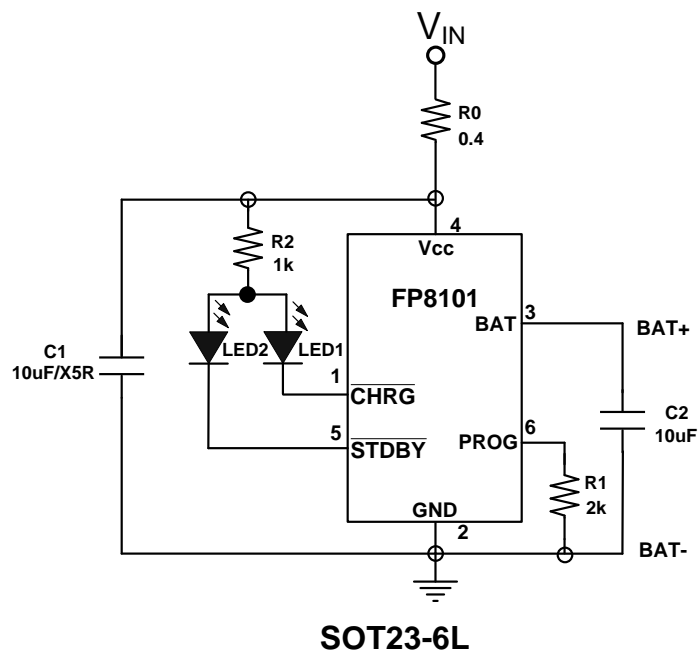 VIN
R0
0.4
R2
1k
4
Vcc
FP8101
3
BAT
BAT+
C1
10uF/X5R
LED2
LED1
1
CHRG
C2
10uF
5
STDBY
6
PROG
R1
2k
GND
2
BAT-
SOT23-6L